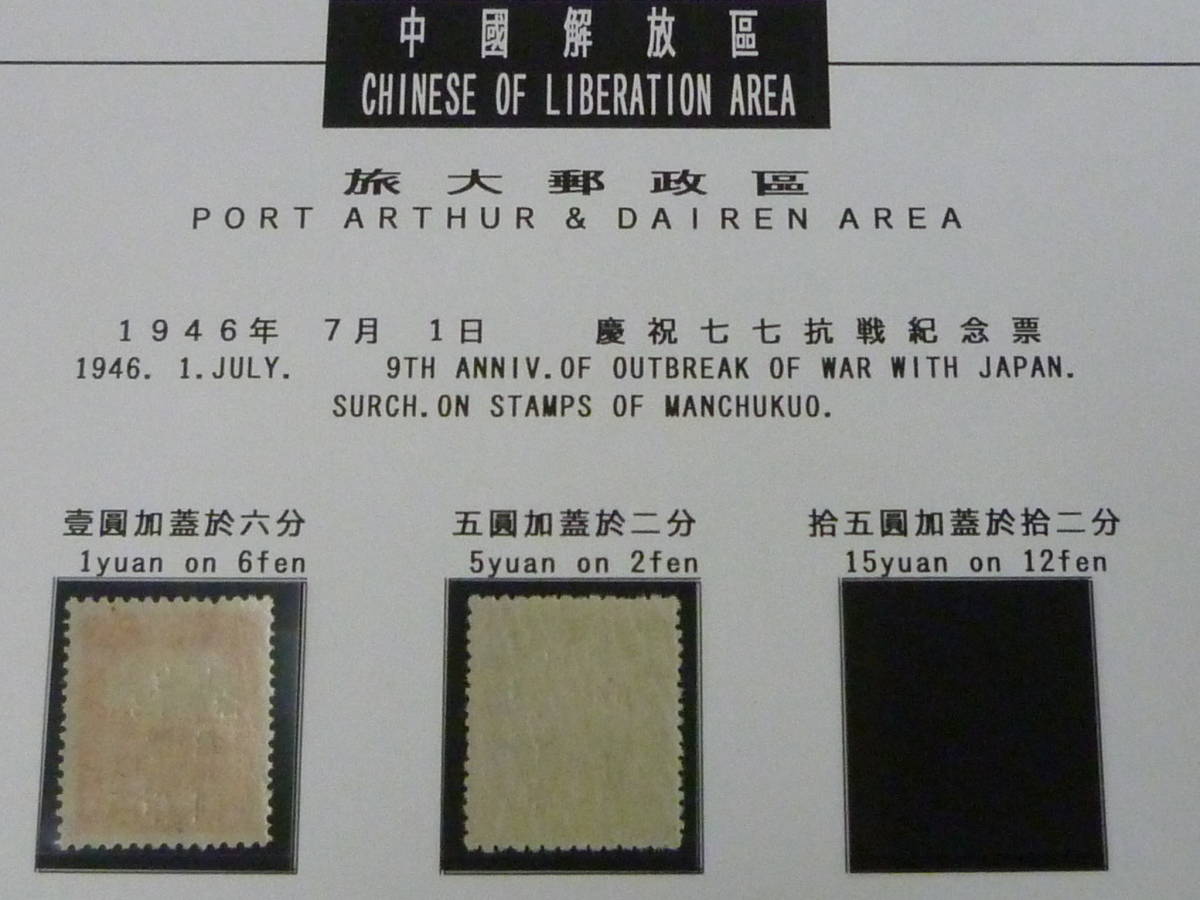 中國解放區
CHINESE OF LIBERATION AREA
旅大郵政區
PORT ARTHUR & DAIREN AREA
1946年 7月 1日 慶祝七七抗戦紀念票
1946. 1.JULY. 9TH ANNIV.OF OUTBREAK OF WAR WITH JAPAN.
SURCH.ON STAMPS OF MANCHUKUO.
壹圓加蓋於六分 五圓加蓋於二分 拾五圓加蓋於拾二分
1yuan on 6fen 5yuan on 2fen 15yuan on 12fen